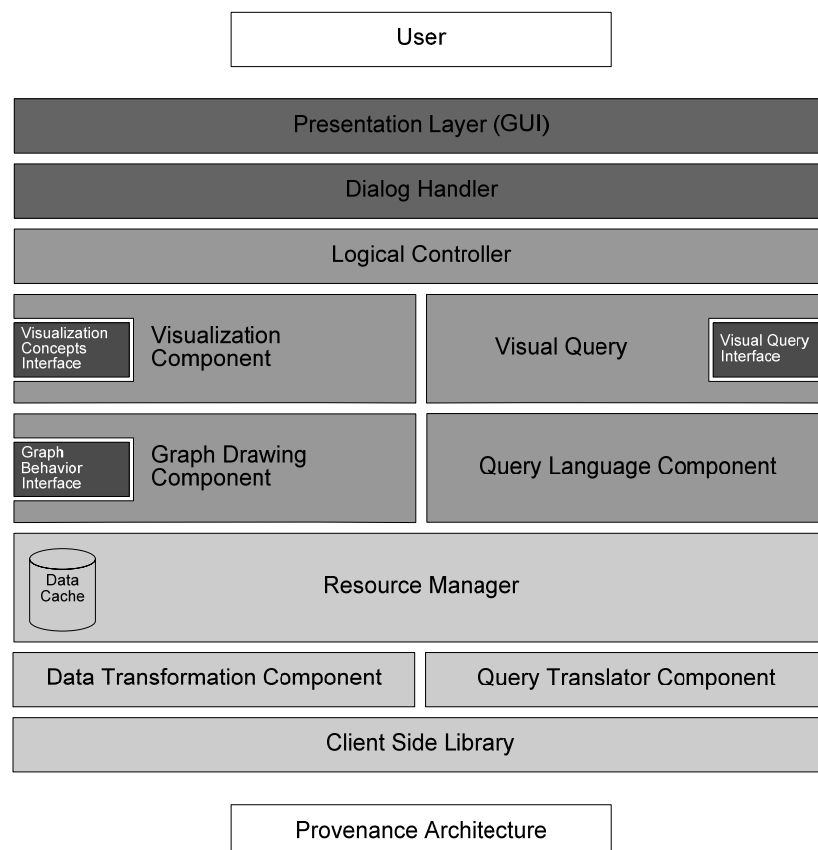 User
Presentation Layer (GUI)
Dialog Handler
Logical Controller
Visualization
Concepts
Interface
Visualization
Component
Visual Query
Visual Query
Interface
Graph
Behavior
Interface
Graph Drawing
Component
Query Language Component
Data
Cache
Resource Manager
Data Transformation Component
Query Translator Component
Client Side Library
Provenance Architecture